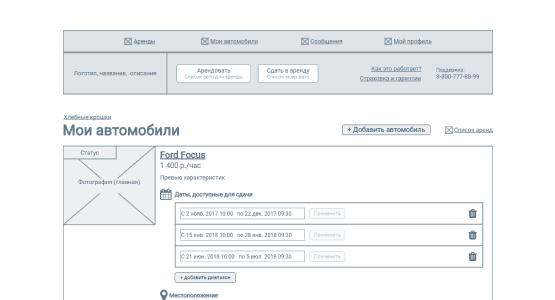 Аренды
Мои автомобили
Сообщения
Мой профиль
Логотип, название, описание
Арендовать
Список авто для аренды
Сдать в аренду
Список моих авто
Как это работает?
Страховка и гарантии
Поддержка:
8-800-777-88-99
Хлебные крошки
Мои автомобили
+ Добавить автомобиль
Список аренд
Статус
Фотография (главная)
Ford Focus
1 400 р./час
Превью характеристик
Даты, доступные для сдачи
С 2 нояб. 2017 10:00 по 22 дек. 2017 09:30
Применить
С 15 янв. 2018 10:00 по 28 янв. 2018 09:30
Применить
С 21 июн. 2018 10:00 по 5 июл. 2018 09:30
Применить
+ добавить диапазон
Местоположение